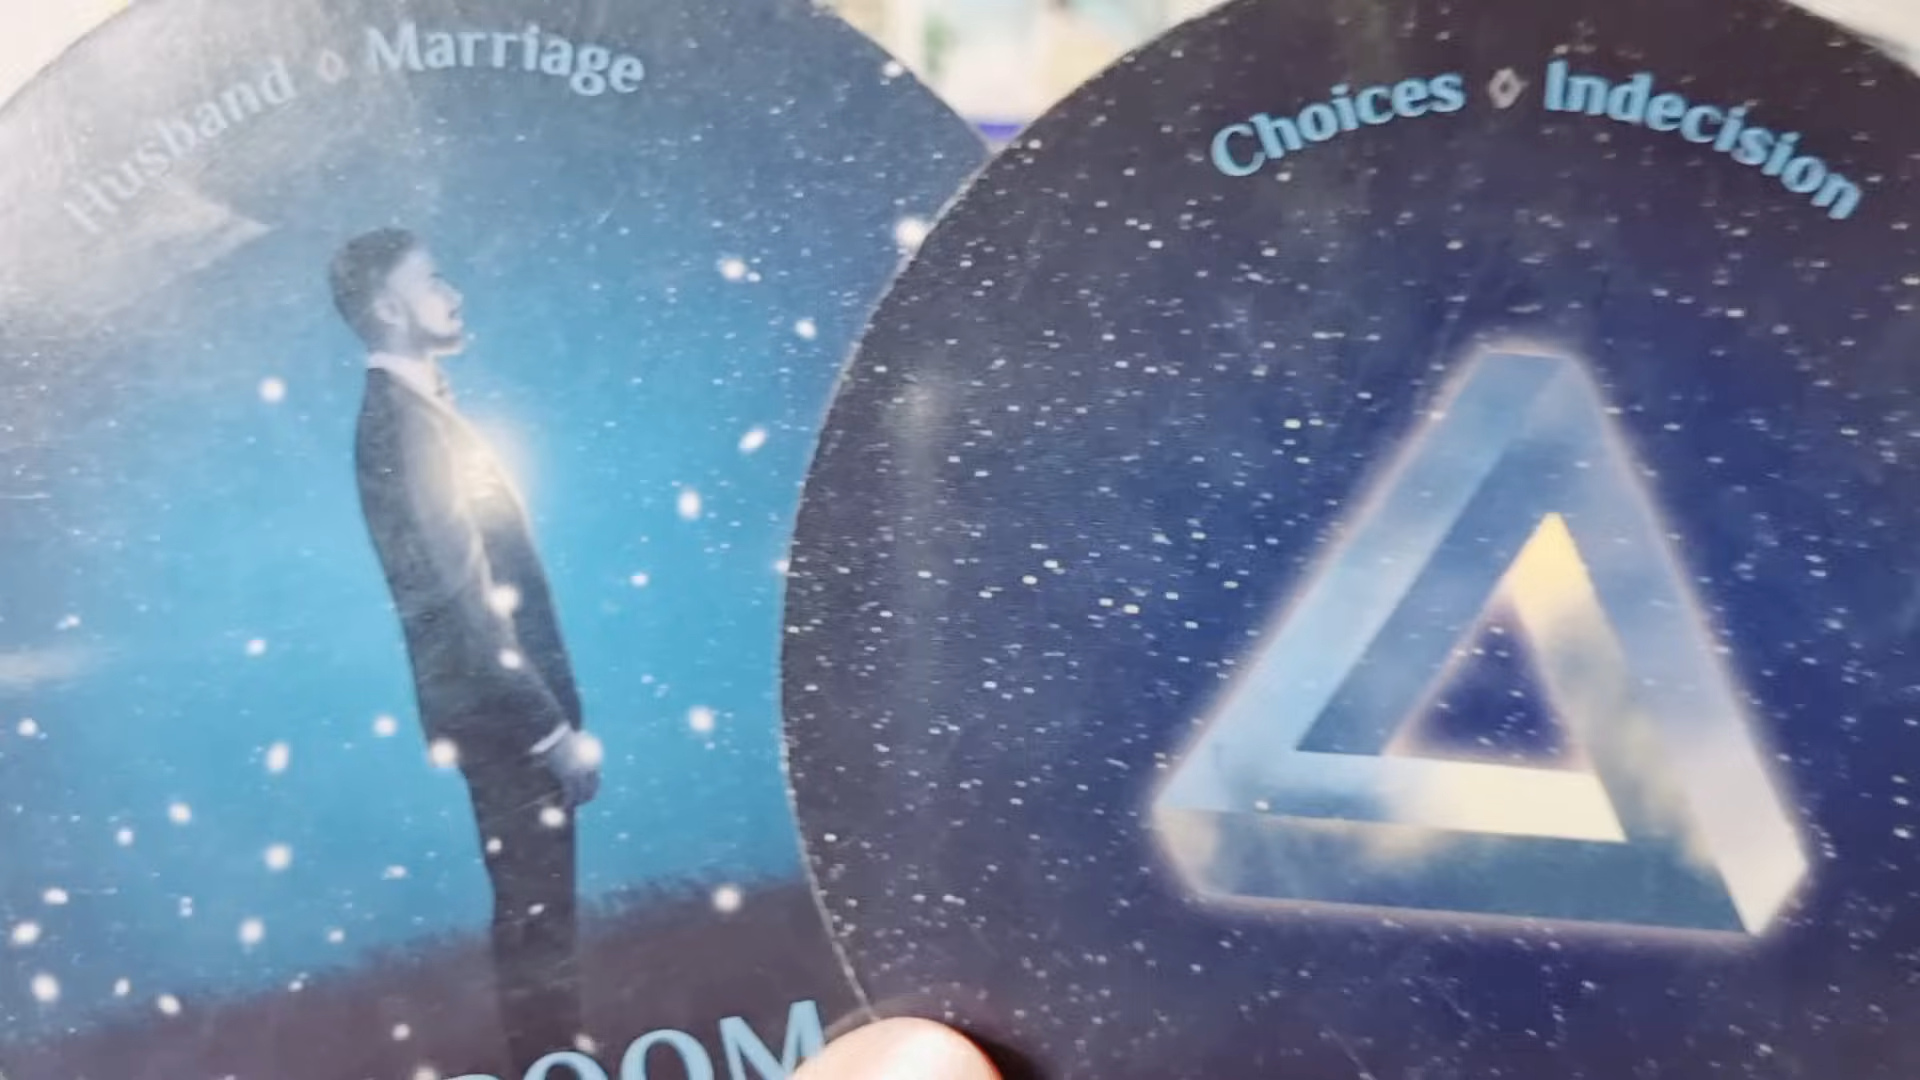 Husband ◊ Marriage
Choices ◊ Indecision